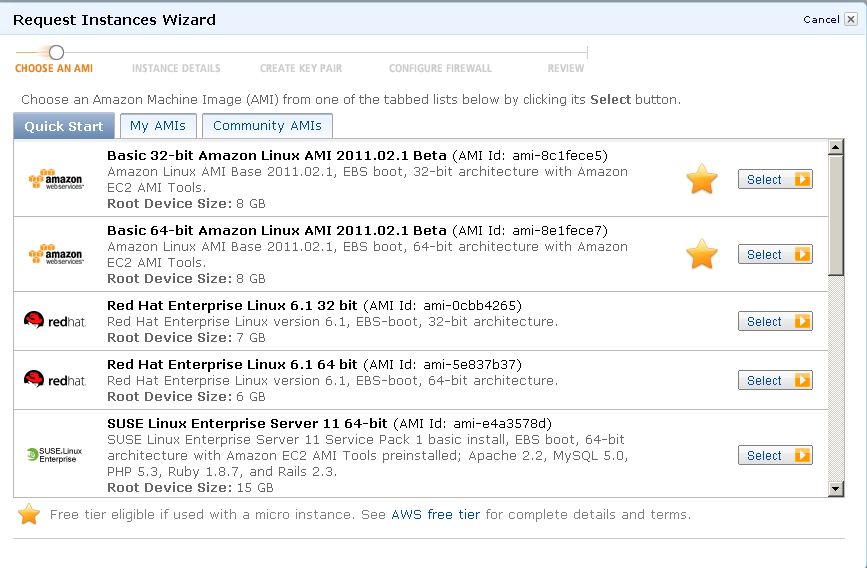 Request Instances Wizard
Cancel
CHOOSE AN AMI INSTANCE DETAILS CREATE KEY PAIR CONFIGURE FIREWALL REVIEW
Choose an Amazon Machine Image (AMI) from one of the tabbed lists below by clicking its Select button.
Quick Start My AMIs Community AMIs
Basic 32-bit Amazon Linux AMI 2011.02.1 Beta (AMI Id: ami-8c1fece5)
Amazon Linux AMI Base 2011.02.1, EBS boot, 32-bit architecture with Amazon
EC2 AMI Tools.
Root Device Size: 8 GB
amazon
webservices
Select
Basic 64-bit Amazon Linux AMI 2011.02.1 Beta (AMI Id: ami-8e1fece7)
Amazon Linux AMI Base 2011.02.1, EBS boot, 64-bit architecture with Amazon
EC2 AMI Tools.
Root Device Size: 8 GB
amazon
webservices
Select
Red Hat Enterprise Linux 6.1 32 bit (AMI Id: ami-0cbb4265)
Red Hat Enterprise Linux version 6.1, EBS-boot, 32-bit architecture.
Root Device Size: 7 GB
redhat
Select
Red Hat Enterprise Linux 6.1 64 bit (AMI Id: ami-5e837b37)
Red Hat Enterprise Linux version 6.1, EBS-boot, 64-bit architecture.
Root Device Size: 6 GB
redhat
Select
SUSE Linux Enterprise Server 11 64-bit (AMI Id: ami-e4a3578d)
SUSE Linux Enterprise Server 11 Service Pack 1 basic install, EBS boot, 64-bit
architecture with Amazon EC2 AMI Tools preinstalled; Apache 2.2, MySQL 5.0,
PHP 5.3, Ruby 1.8.7, and Rails 2.3.
Root Device Size: 15 GB
SUSE.Linux
Enterprise
Select
Free tier eligible if used with a micro instance. See AWS free tier for complete details and terms.